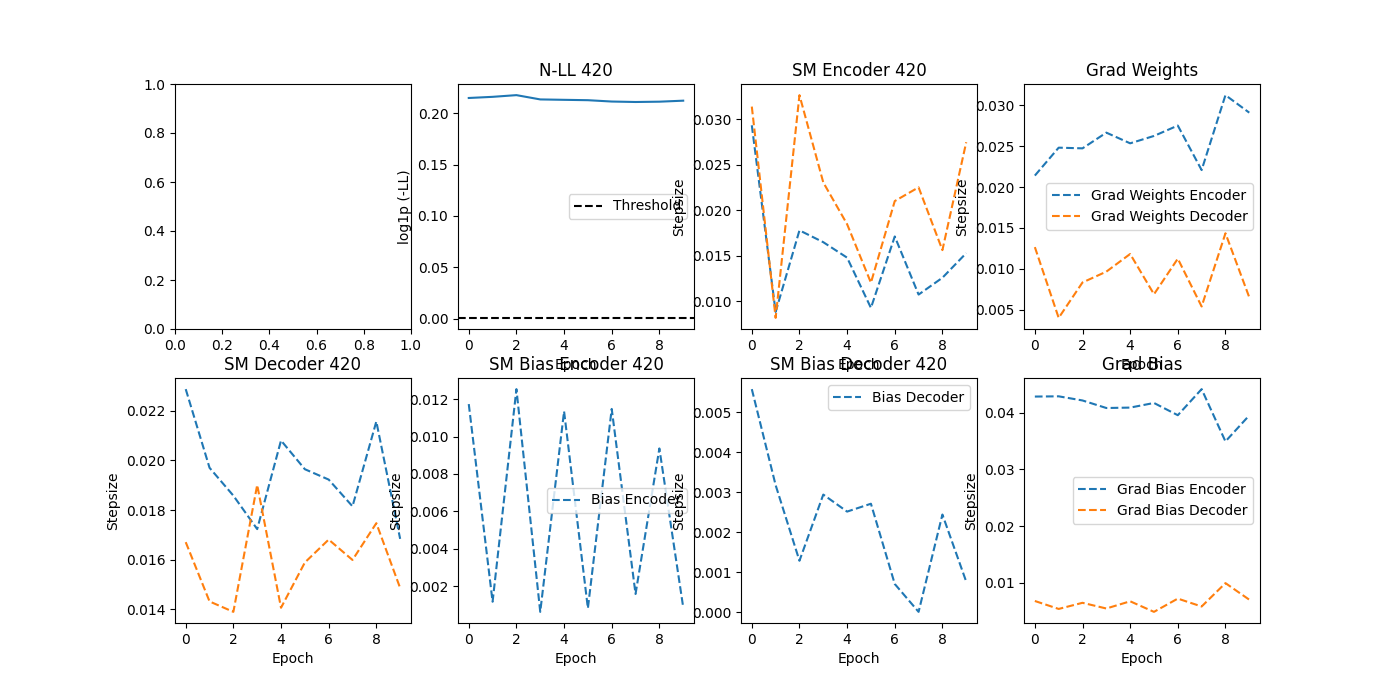 N-LL 420
SM Encoder 420
Grad Weights
1.0
0.8
0.6
0.4
0.2
0.0
0.0 0.2 0.4 0.6 0.8 1.0
log1p (-LL)
0.20
0.15
0.10
0.05
0.00
Threshold
0 2 4 6 8
Epoch
Stepsize
0.030
0.025
0.020
0.015
0.010
0 2 4 6 8
Epoch
Stepsize
0.030
0.025
0.020
0.015
0.010
0.005
Grad Weights Encoder
Grad Weights Decoder
0 2 4 6 8
Epoch
SM Decoder 420
SM Bias Encoder 420
SM Bias Decoder 420
Grad Bias
Stepsize
0.022
0.020
0.018
0.016
0.014
0 2 4 6 8
Epoch
Stepsize
0.012
0.010
0.008
0.006
0.004
0.002
Bias Encoder
0 2 4 6 8
Epoch
Stepsize
0.005
0.004
0.003
0.002
0.001
0.000
Bias Decoder
0 2 4 6 8
Epoch
Stepsize
0.04
0.03
0.02
0.01
Grad Bias Encoder
Grad Bias Decoder
0 2 4 6 8
Epoch